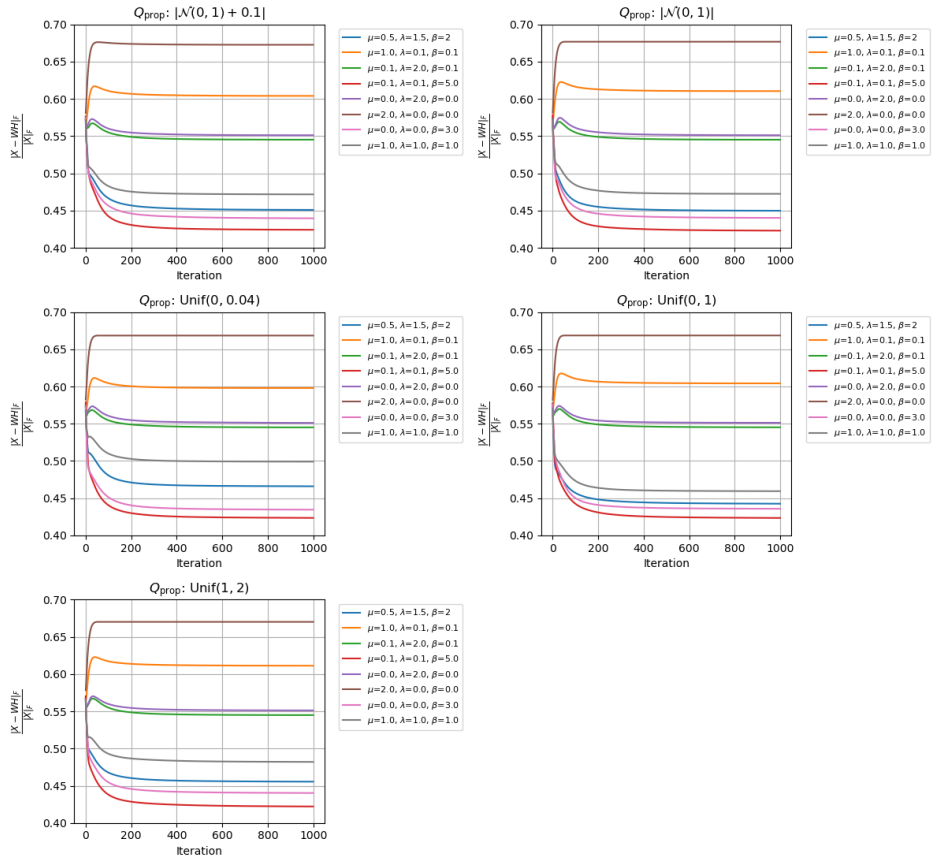 Q_prop: |𝒩(0, 1) + 0.1|
0.70
0.65
0.60
0.55
0.50
0.45
0.40
|X − WH|_F
|X|_F
0 200 400 600 800 1000
Iteration
μ=0.5, λ=1.5, β=2
μ=1.0, λ=0.1, β=0.1
μ=0.1, λ=2.0, β=0.1
μ=0.1, λ=0.1, β=5.0
μ=0.0, λ=2.0, β=0.0
μ=2.0, λ=0.0, β=0.0
μ=0.0, λ=0.0, β=3.0
μ=1.0, λ=1.0, β=1.0
Q_prop: |𝒩(0, 1)|
0.70
0.65
0.60
0.55
0.50
0.45
0.40
|X − WH|_F
|X|_F
0 200 400 600 800 1000
Iteration
μ=0.5, λ=1.5, β=2
μ=1.0, λ=0.1, β=0.1
μ=0.1, λ=2.0, β=0.1
μ=0.1, λ=0.1, β=5.0
μ=0.0, λ=2.0, β=0.0
μ=2.0, λ=0.0, β=0.0
μ=0.0, λ=0.0, β=3.0
μ=1.0, λ=1.0, β=1.0
Q_prop: Unif(0, 0.04)
0.70
0.65
0.60
0.55
0.50
0.45
0.40
|X − WH|_F
|X|_F
0 200 400 600 800 1000
Iteration
μ=0.5, λ=1.5, β=2
μ=1.0, λ=0.1, β=0.1
μ=0.1, λ=2.0, β=0.1
μ=0.1, λ=0.1, β=5.0
μ=0.0, λ=2.0, β=0.0
μ=2.0, λ=0.0, β=0.0
μ=0.0, λ=0.0, β=3.0
μ=1.0, λ=1.0, β=1.0
Q_prop: Unif(0, 1)
0.70
0.65
0.60
0.55
0.50
0.45
0.40
|X − WH|_F
|X|_F
0 200 400 600 800 1000
Iteration
μ=0.5, λ=1.5, β=2
μ=1.0, λ=0.1, β=0.1
μ=0.1, λ=2.0, β=0.1
μ=0.1, λ=0.1, β=5.0
μ=0.0, λ=2.0, β=0.0
μ=2.0, λ=0.0, β=0.0
μ=0.0, λ=0.0, β=3.0
μ=1.0, λ=1.0, β=1.0
Q_prop: Unif(1, 2)
0.70
0.65
0.60
0.55
0.50
0.45
0.40
|X − WH|_F
|X|_F
0 200 400 600 800 1000
Iteration
μ=0.5, λ=1.5, β=2
μ=1.0, λ=0.1, β=0.1
μ=0.1, λ=2.0, β=0.1
μ=0.1, λ=0.1, β=5.0
μ=0.0, λ=2.0, β=0.0
μ=2.0, λ=0.0, β=0.0
μ=0.0, λ=0.0, β=3.0
μ=1.0, λ=1.0, β=1.0